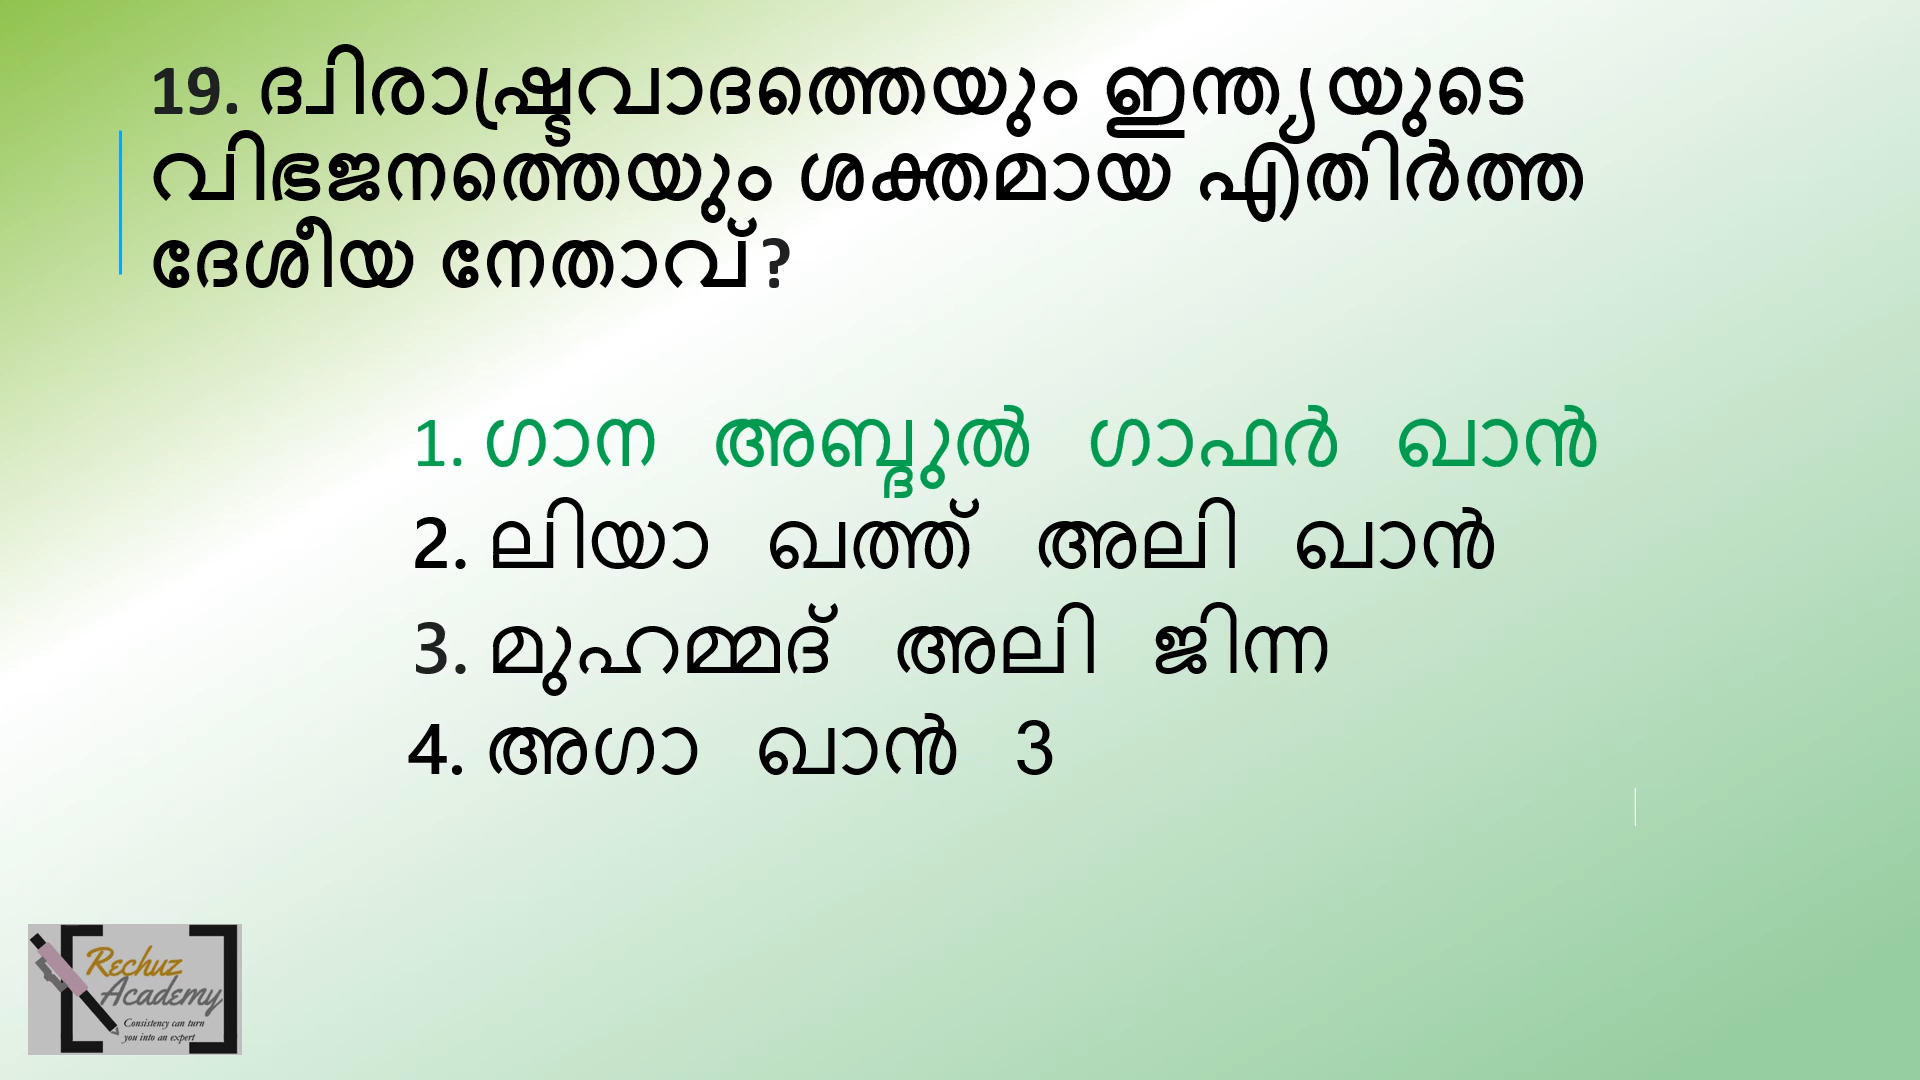 19. ദ്വിരാഷ്ട്രവാദത്തെയും ഇന്ത്യയുടെ
വിഭജനത്തെയും ശക്തമായ എതിർത്ത
ദേശീയ നേതാവ്?
1. ഗാന അബ്ദുൽ ഗാഫർ ഖാൻ
2. ലിയാ ഖത്ത് അലി ഖാൻ
3. മുഹമ്മദ് അലി ജിന്ന
4. അഗാ ഖാൻ 3
Rechuz
Academy
Consistency can turn
you into an expert